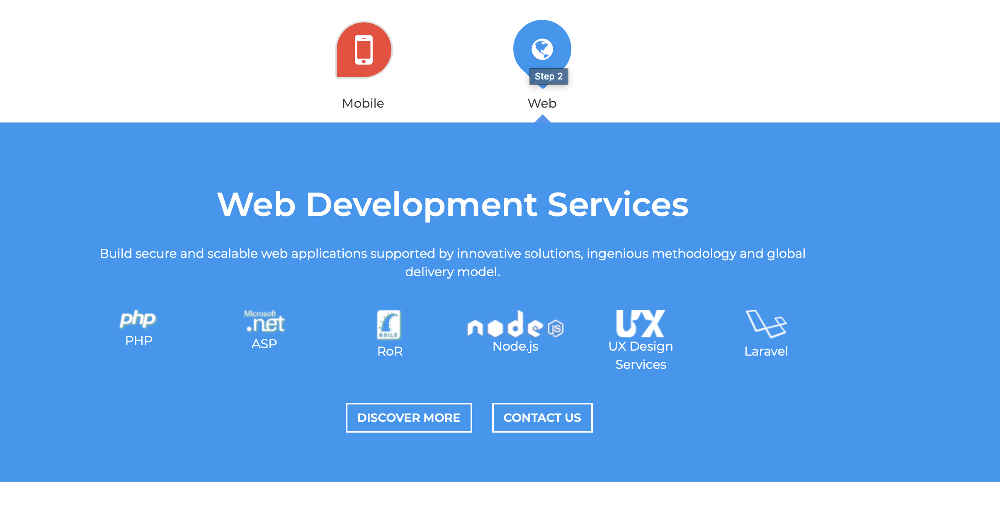 Step 2
Mobile
Web
Web Development Services
Build secure and scalable web applications supported by innovative solutions, ingenious methodology and global
delivery model.
php
PHP
Microsoft
.net
ASP
RAILS
RoR
node JS
Node.js
UX
UX Design
Services
Laravel
DISCOVER MORE
CONTACT US